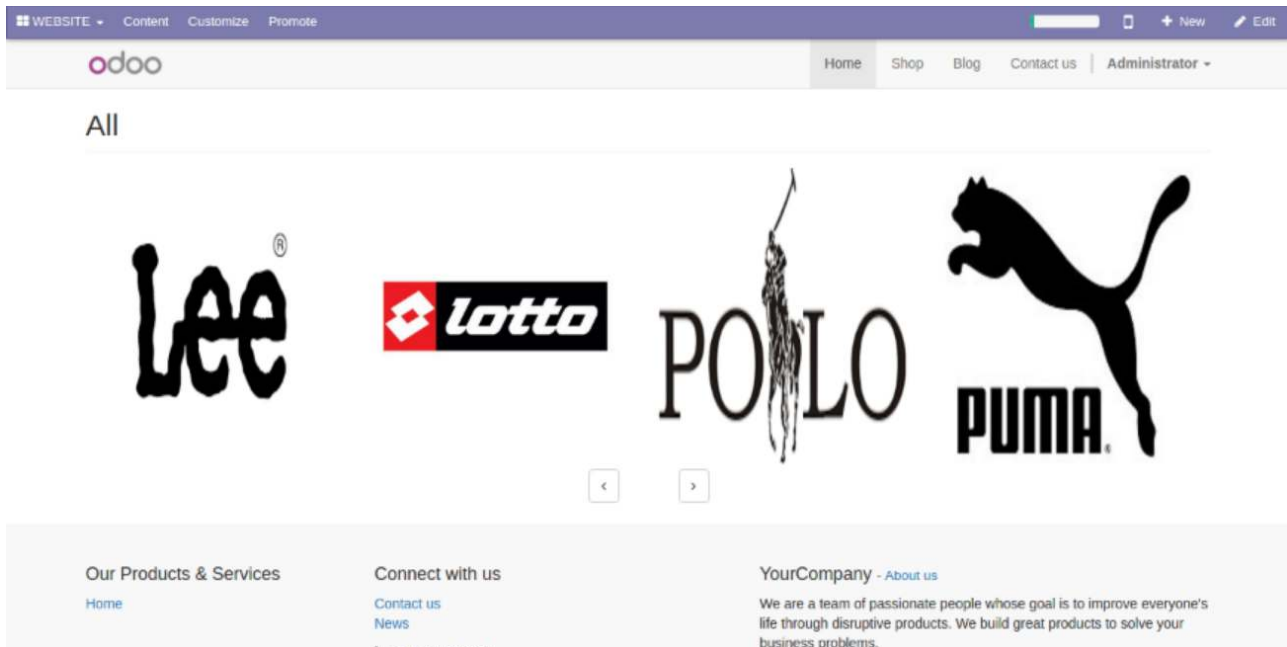 WEBSITE Content Customize Promote New Edit
odoo Home Shop Blog Contact us Administrator
All
Lee ®
lotto
POLO
PUMA
Our Products & Services
Home
Connect with us
Contact us
News
YourCompany - About us
We are a team of passionate people whose goal is to improve everyone's
life through disruptive products. We build great products to solve your
business problems.